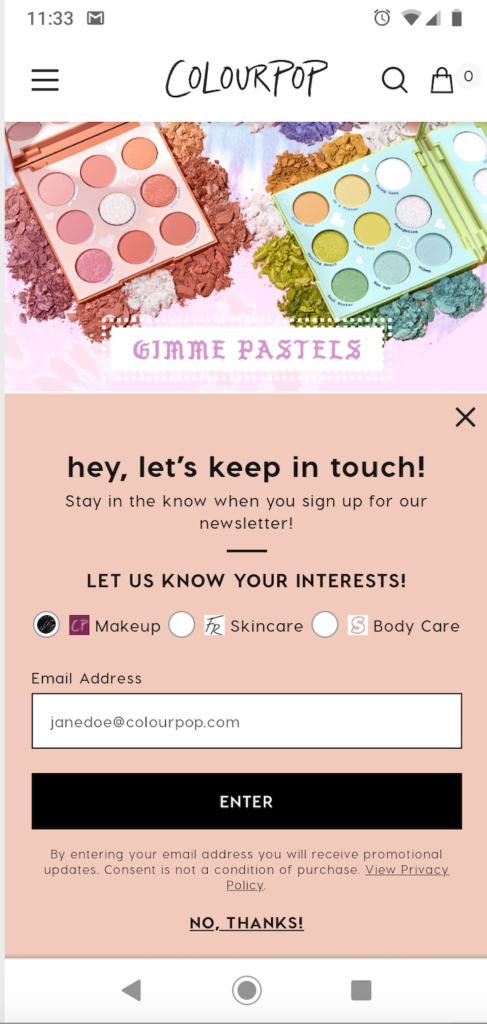 11:33
COLOURPOP
0
GIMME PASTELS
hey, let's keep in touch!
Stay in the know when you sign up for our
newsletter!
LET US KNOW YOUR INTERESTS!
CP Makeup FR Skincare S Body Care
Email Address
janedoe@colourpop.com
ENTER
By entering your email address you will receive promotional
updates. Consent is not a condition of purchase. View Privacy
Policy.
NO, THANKS!